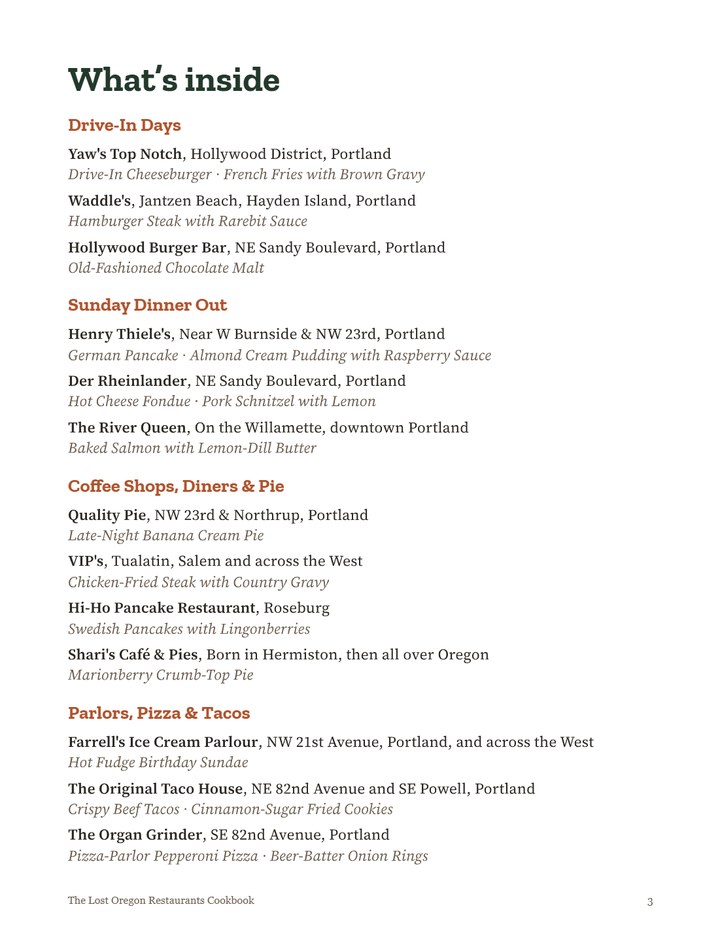 What's inside
Drive-In Days
Yaw's Top Notch, Hollywood District, Portland
Drive-In Cheeseburger · French Fries with Brown Gravy
Waddle's, Jantzen Beach, Hayden Island, Portland
Hamburger Steak with Rarebit Sauce
Hollywood Burger Bar, NE Sandy Boulevard, Portland
Old-Fashioned Chocolate Malt
Sunday Dinner Out
Henry Thiele's, Near W Burnside & NW 23rd, Portland
German Pancake · Almond Cream Pudding with Raspberry Sauce
Der Rheinlander, NE Sandy Boulevard, Portland
Hot Cheese Fondue · Pork Schnitzel with Lemon
The River Queen, On the Willamette, downtown Portland
Baked Salmon with Lemon-Dill Butter
Coffee Shops, Diners & Pie
Quality Pie, NW 23rd & Northrup, Portland
Late-Night Banana Cream Pie
VIP's, Tualatin, Salem and across the West
Chicken-Fried Steak with Country Gravy
Hi-Ho Pancake Restaurant, Roseburg
Swedish Pancakes with Lingonberries
Shari's Café & Pies, Born in Hermiston, then all over Oregon
Marionberry Crumb-Top Pie
Parlors, Pizza & Tacos
Farrell's Ice Cream Parlour, NW 21st Avenue, Portland, and across the West
Hot Fudge Birthday Sundae
The Original Taco House, NE 82nd Avenue and SE Powell, Portland
Crispy Beef Tacos · Cinnamon-Sugar Fried Cookies
The Organ Grinder, SE 82nd Avenue, Portland
Pizza-Parlor Pepperoni Pizza · Beer-Batter Onion Rings
The Lost Oregon Restaurants Cookbook
3